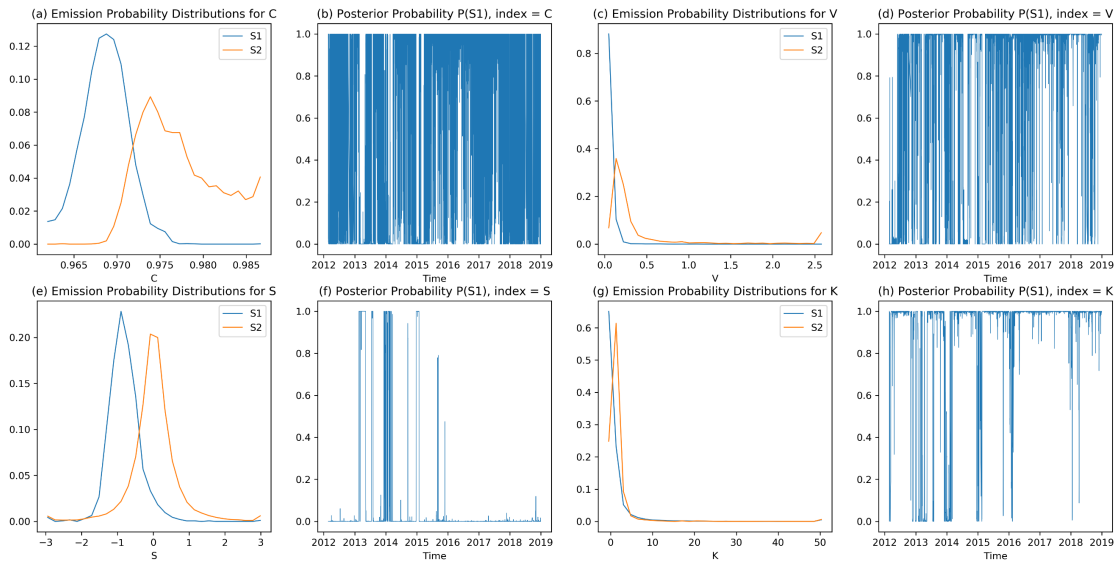 (a) Emission Probability Distributions for C
0.12
0.10
0.08
0.06
0.04
0.02
0.00
S1
S2
0.965 0.970 0.975 0.980 0.985
C
(b) Posterior Probability P(S1), index = C
1.0
0.8
0.6
0.4
0.2
0.0
2012 2013 2014 2015 2016 2017 2018 2019
Time
(c) Emission Probability Distributions for V
0.8
0.6
0.4
0.2
0.0
S1
S2
0.0 0.5 1.0 1.5 2.0 2.5
V
(d) Posterior Probability P(S1), index = V
1.0
0.8
0.6
0.4
0.2
0.0
2012 2013 2014 2015 2016 2017 2018 2019
Time
(e) Emission Probability Distributions for S
0.20
0.15
0.10
0.05
0.00
S1
S2
−3 −2 −1 0 1 2 3
S
(f) Posterior Probability P(S1), index = S
1.0
0.8
0.6
0.4
0.2
0.0
2012 2013 2014 2015 2016 2017 2018 2019
Time
(g) Emission Probability Distributions for K
0.6
0.5
0.4
0.3
0.2
0.1
0.0
S1
S2
0 10 20 30 40 50
K
(h) Posterior Probability P(S1), index = K
1.0
0.8
0.6
0.4
0.2
0.0
2012 2013 2014 2015 2016 2017 2018 2019
Time